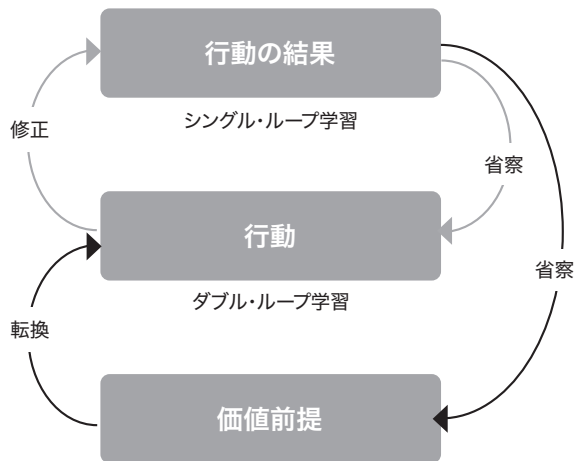 行動の結果
シングル・ループ学習
修正
省察
行動
省察
ダブル・ループ学習
転換
価値前提